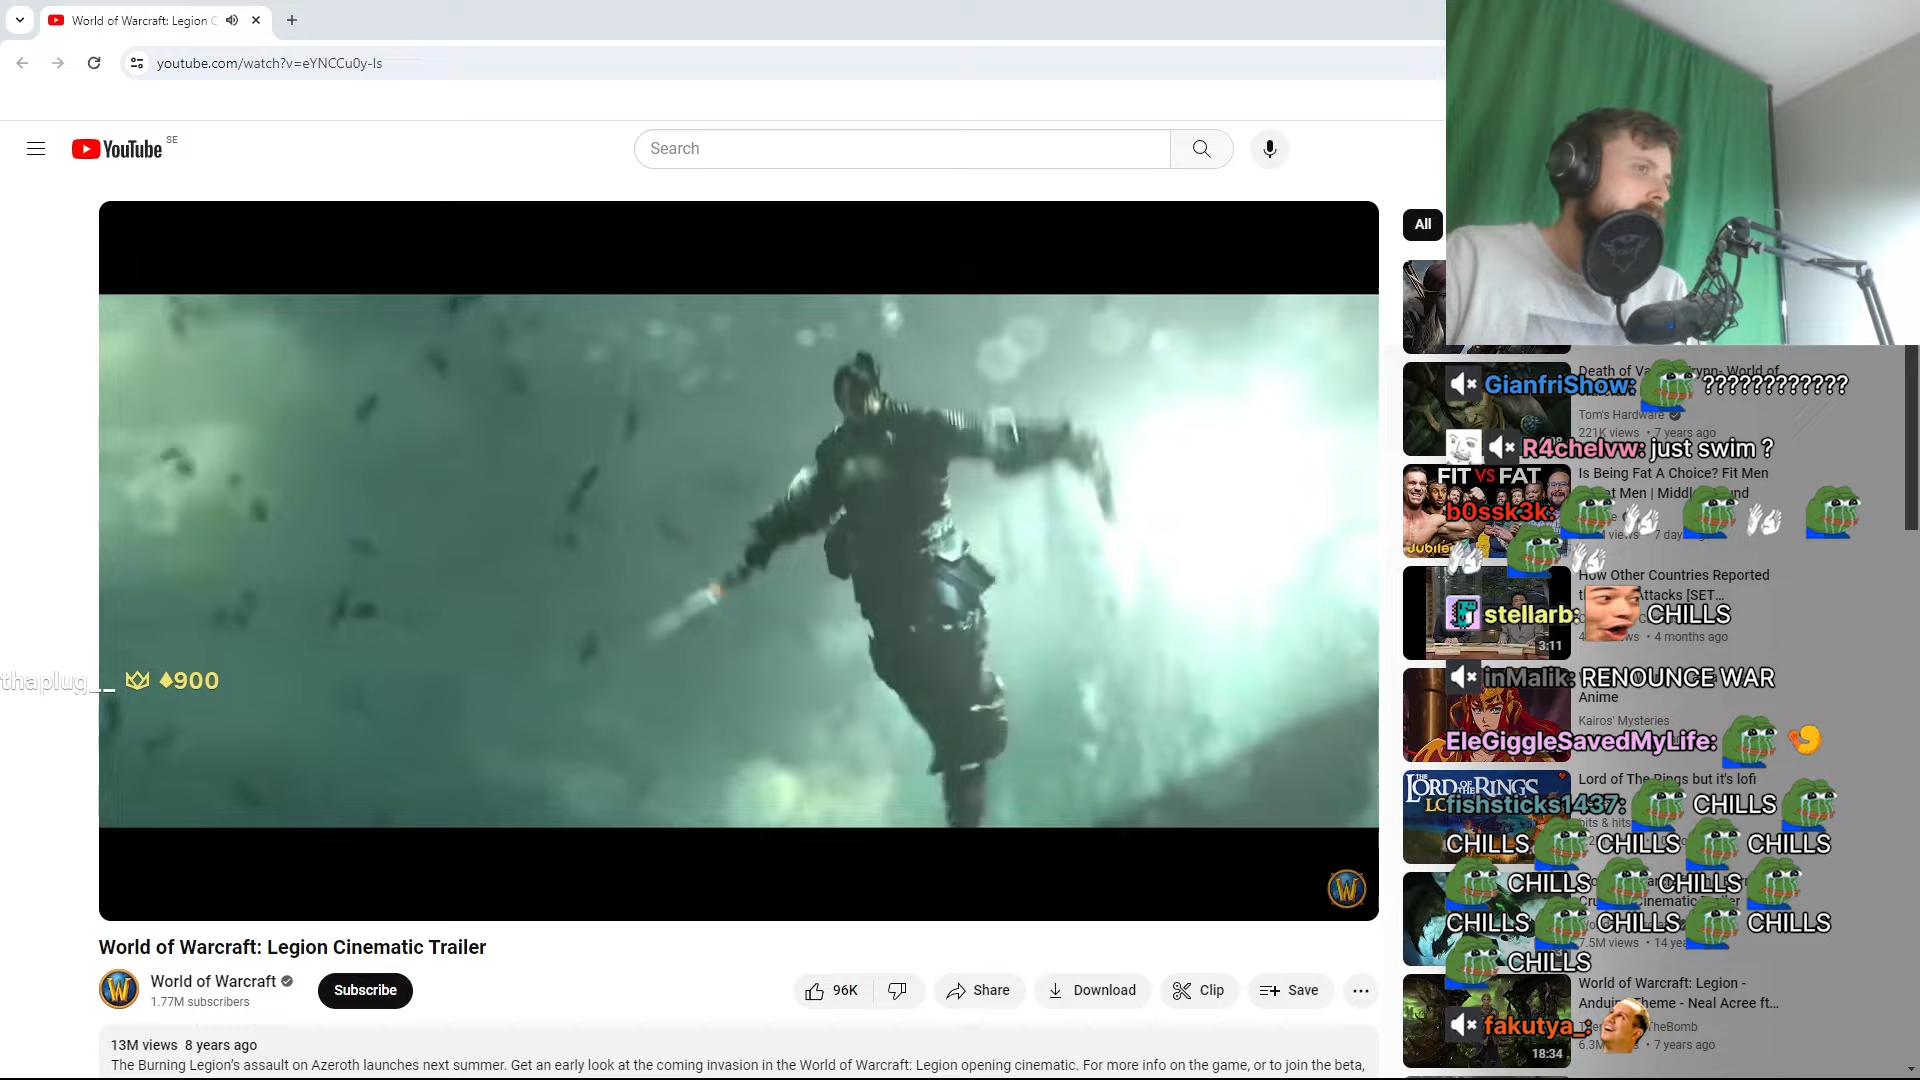 World of Warcraft: Legion C
youtube.com/watch?v=eYNCCu0y-Is
YouTube
SE
Search
All
thaplug__ 900
World of Warcraft: Legion Cinematic Trailer
World of Warcraft
1.77M subscribers
Subscribe
96K
Share
Download
Clip
Save
13M views 8 years ago
The Burning Legion's assault on Azeroth launches next summer. Get an early look at the coming invasion in the World of Warcraft: Legion opening cinematic. For more info on the game, or to join the beta,
GianfriShow: ????????????
Tom's Hardware
221K views • 7 years ago
R4chelvw: just swim ?
FIT VS FAT
Is Being Fat A Choice? Fit Men
b0ssk3k:
How Other Countries Reported
Attacks [SET...
stellarb: CHILLS
4 months ago
3:11
inMalik: RENOUNCE WAR
Anime
Kairos' Mysteries
EleGiggleSavedMyLife:
LORD OF THE RINGS
Lord of The Rings but it's lofi
fishsticks1437: CHILLS
CHILLS CHILLS CHILLS
CHILLS CHILLS
CHILLS CHILLS CHILLS
7.5M views
CHILLS
World of Warcraft: Legion -
Theme - Neal Acree ft...
fakutya_:
7 years ago
18:34